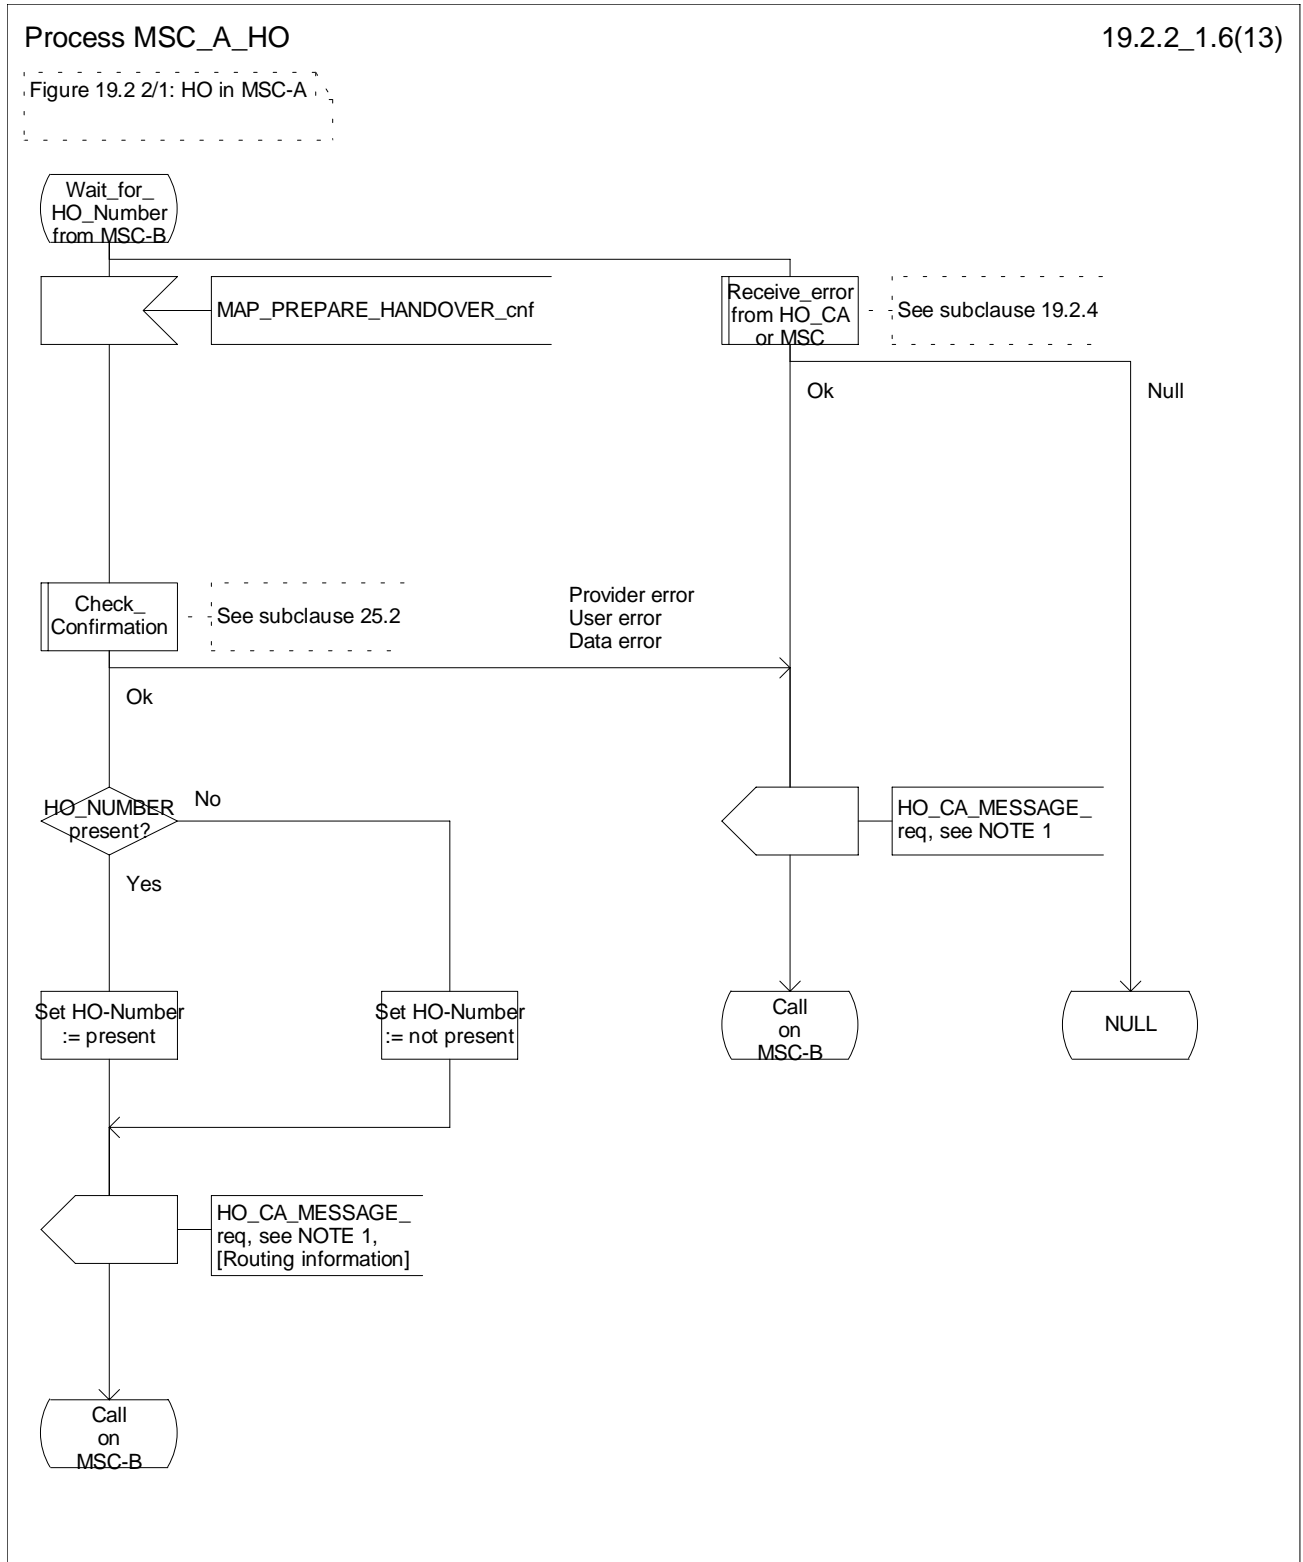 Process MSC_A_HO
19.2.2_1.6(13)
Figure 19.2 2/1: HO in MSC-A
Wait_for_
HO_Number
from MSC-B
MAP_PREPARE_HANDOVER_cnf
Receive_error
from HO_CA
or MSC
See subclause 19.2.4
Ok
Null
Check_
Confirmation
See subclause 25.2
Provider error
User error
Data error
Ok
HO_NUMBER
present?
No
HO_CA_MESSAGE_
req, see NOTE 1
Yes
Set HO-Number
:= present
Set HO-Number
:= not present
Call
on
MSC-B
NULL
HO_CA_MESSAGE_
req, see NOTE 1,
[Routing information]
Call
on
MSC-B